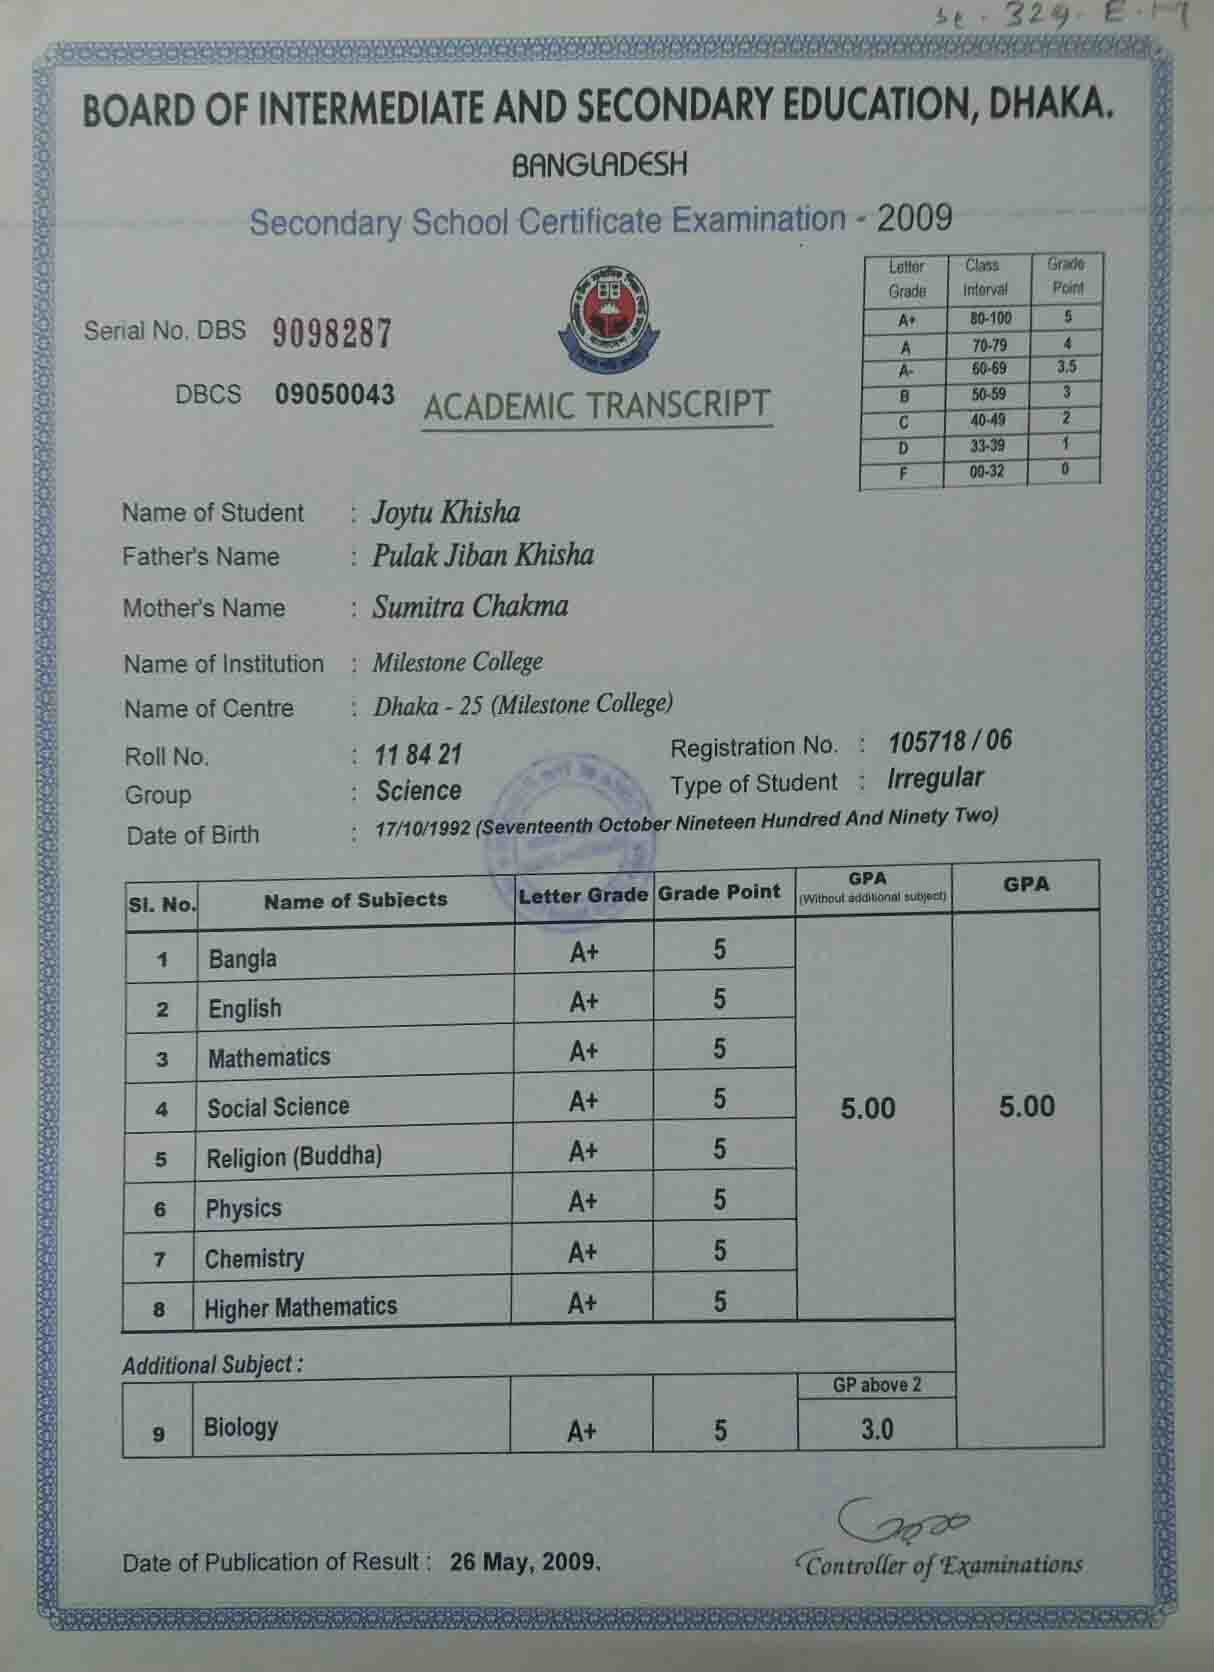 BOARD OF INTERMEDIATE AND SECONDARY EDUCATION, DHAKA.
BANGLADESH
Secondary School Certificate Examination - 2009
Letter Grade Class Interval Grade Point
A+ 80-100 5
A 70-79 4
A- 60-69 3.5
B 50-59 3
C 40-49 2
D 33-39 1
F 00-32 0
Serial No. DBS 9098287
DBCS 09050043
ACADEMIC TRANSCRIPT
Name of Student : Joytu Khisha
Father's Name : Pulak Jiban Khisha
Mother's Name : Sumitra Chakma
Name of Institution : Milestone College
Name of Centre : Dhaka - 25 (Milestone College)
Roll No. : 11 84 21 Registration No. : 105718 / 06
Group : Science Type of Student : Irregular
Date of Birth : 17/10/1992 (Seventeenth October Nineteen Hundred And Ninety Two)
Sl. No. Name of Subjects Letter Grade Grade Point GPA (Without additional subject) GPA
1 Bangla A+ 5
2 English A+ 5
3 Mathematics A+ 5
4 Social Science A+ 5 5.00 5.00
5 Religion (Buddha) A+ 5
6 Physics A+ 5
7 Chemistry A+ 5
8 Higher Mathematics A+ 5
Additional Subject :
GP above 2
9 Biology A+ 5 3.0
Date of Publication of Result : 26 May, 2009.
Controller of Examinations